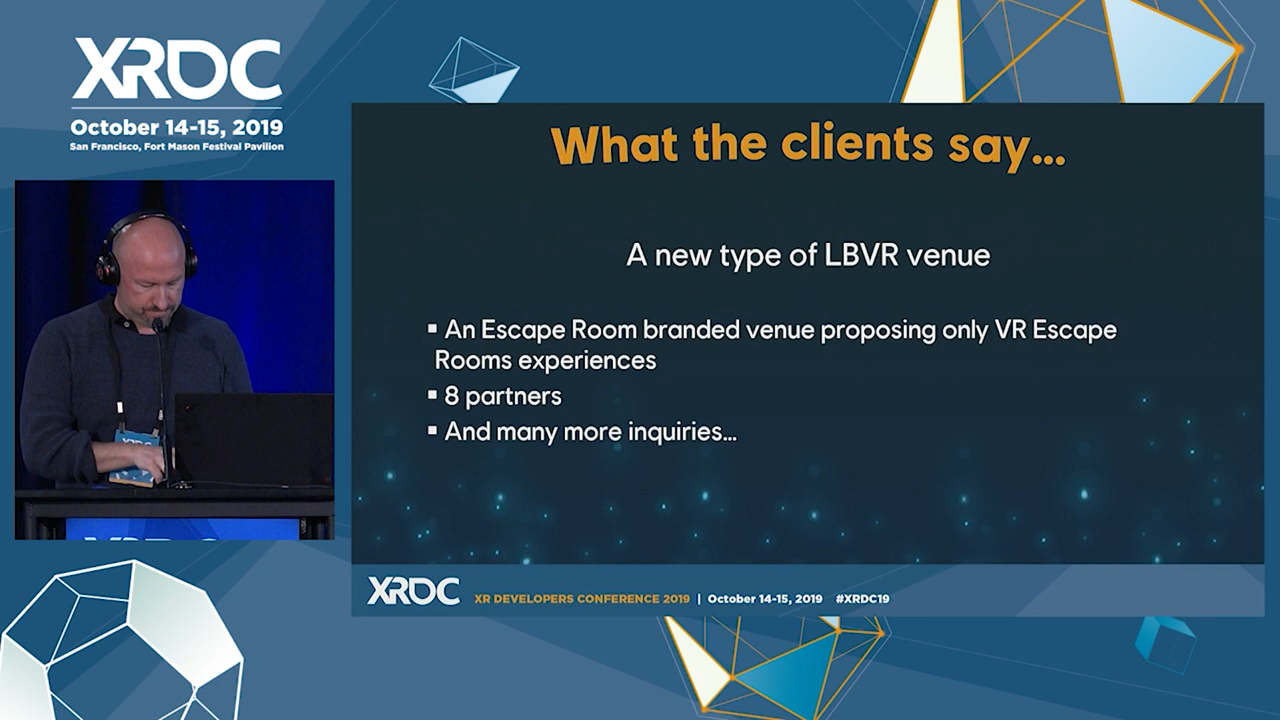 XRDC
October 14-15, 2019
San Francisco, Fort Mason Festival Pavilion
What the clients say...
A new type of LBVR venue
▪ An Escape Room branded venue proposing only VR Escape
Rooms experiences
▪ 8 partners
▪ And many more inquiries...
XRDC
XR DEVELOPERS CONFERENCE 2019 | October 14-15, 2019 #XRDC19